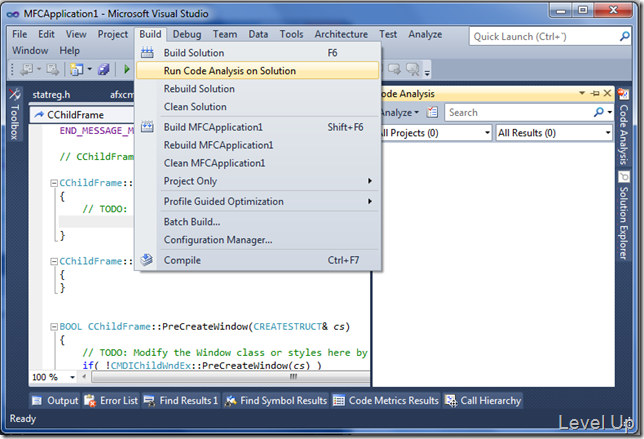 MFCApplication1 - Microsoft Visual Studio
File Edit View Project Build Debug Team Data Tools Architecture Test Analyze
Quick Launch (Ctrl+`)
Window Help
Build Solution F6
Run Code Analysis on Solution
Rebuild Solution
Clean Solution
Build MFCApplication1 Shift+F6
Rebuild MFCApplication1
Clean MFCApplication1
Project Only
Profile Guided Optimization
Batch Build...
Configuration Manager...
Compile Ctrl+F7
Toolbox
statreg.h afxcm
CChildFrame
END_MESSAGE_M
// CChildFram
CChildFrame::
{
// TODO:
}
CChildFrame::
{
}
BOOL CChildFrame::PreCreateWindow(CREATESTRUCT& cs)
{
// TODO: Modify the Window class or styles here by
if( !CMDIChildWndEx::PreCreateWindow(cs) )
100 %
ode Analysis
Analyze
Search
All Projects (0)
All Results (0)
Code Analysis
Solution Explorer
Output Error List Find Results 1 Find Symbol Results Code Metrics Results Call Hierarchy
Ready
Level Up